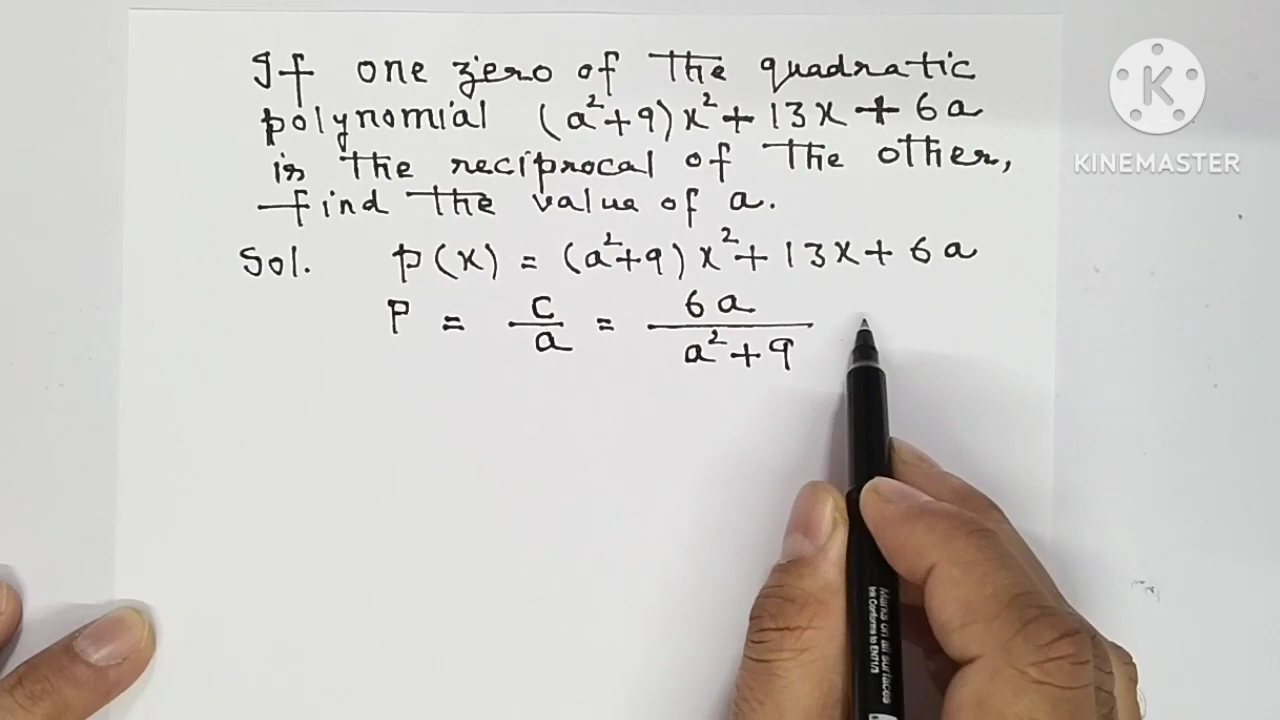 If one zero of the quadratic
polynomial (a²+9)x²+13x+6a
is the reciprocal of the other,
find the value of a.
Sol. p(x) = (a²+9)x²+13x+6a
P = c/a = 6a/a²+9
K
KINEMASTER